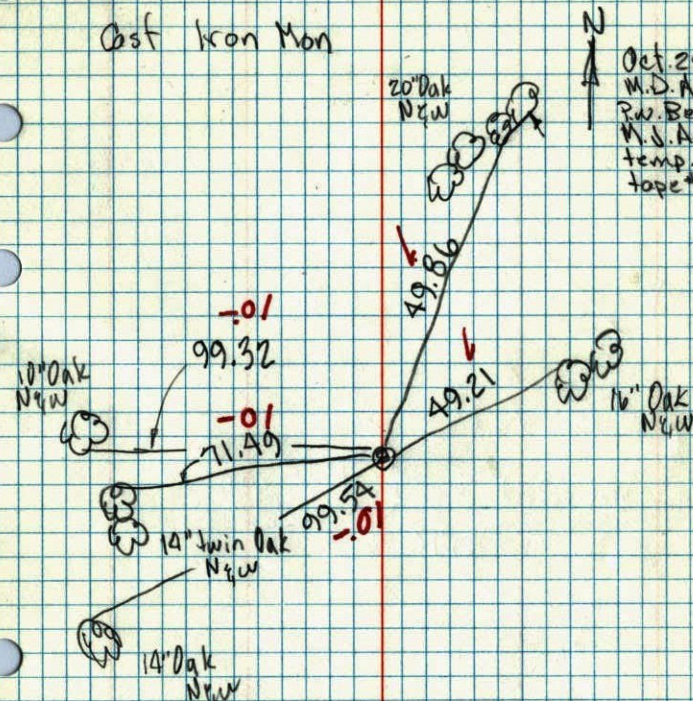 Cast Iron Mon
N
20" Oak
N&W
Oct. 2
M.D. A
P.W. Be
M.J. A
temp.
tape
49.86
-.01
99.32
10" Oak
N&W
49.21
16" Oak
N&W
-.01
71.49
99.54
-.01
14" twin Oak
N&W
14" Oak
N&W